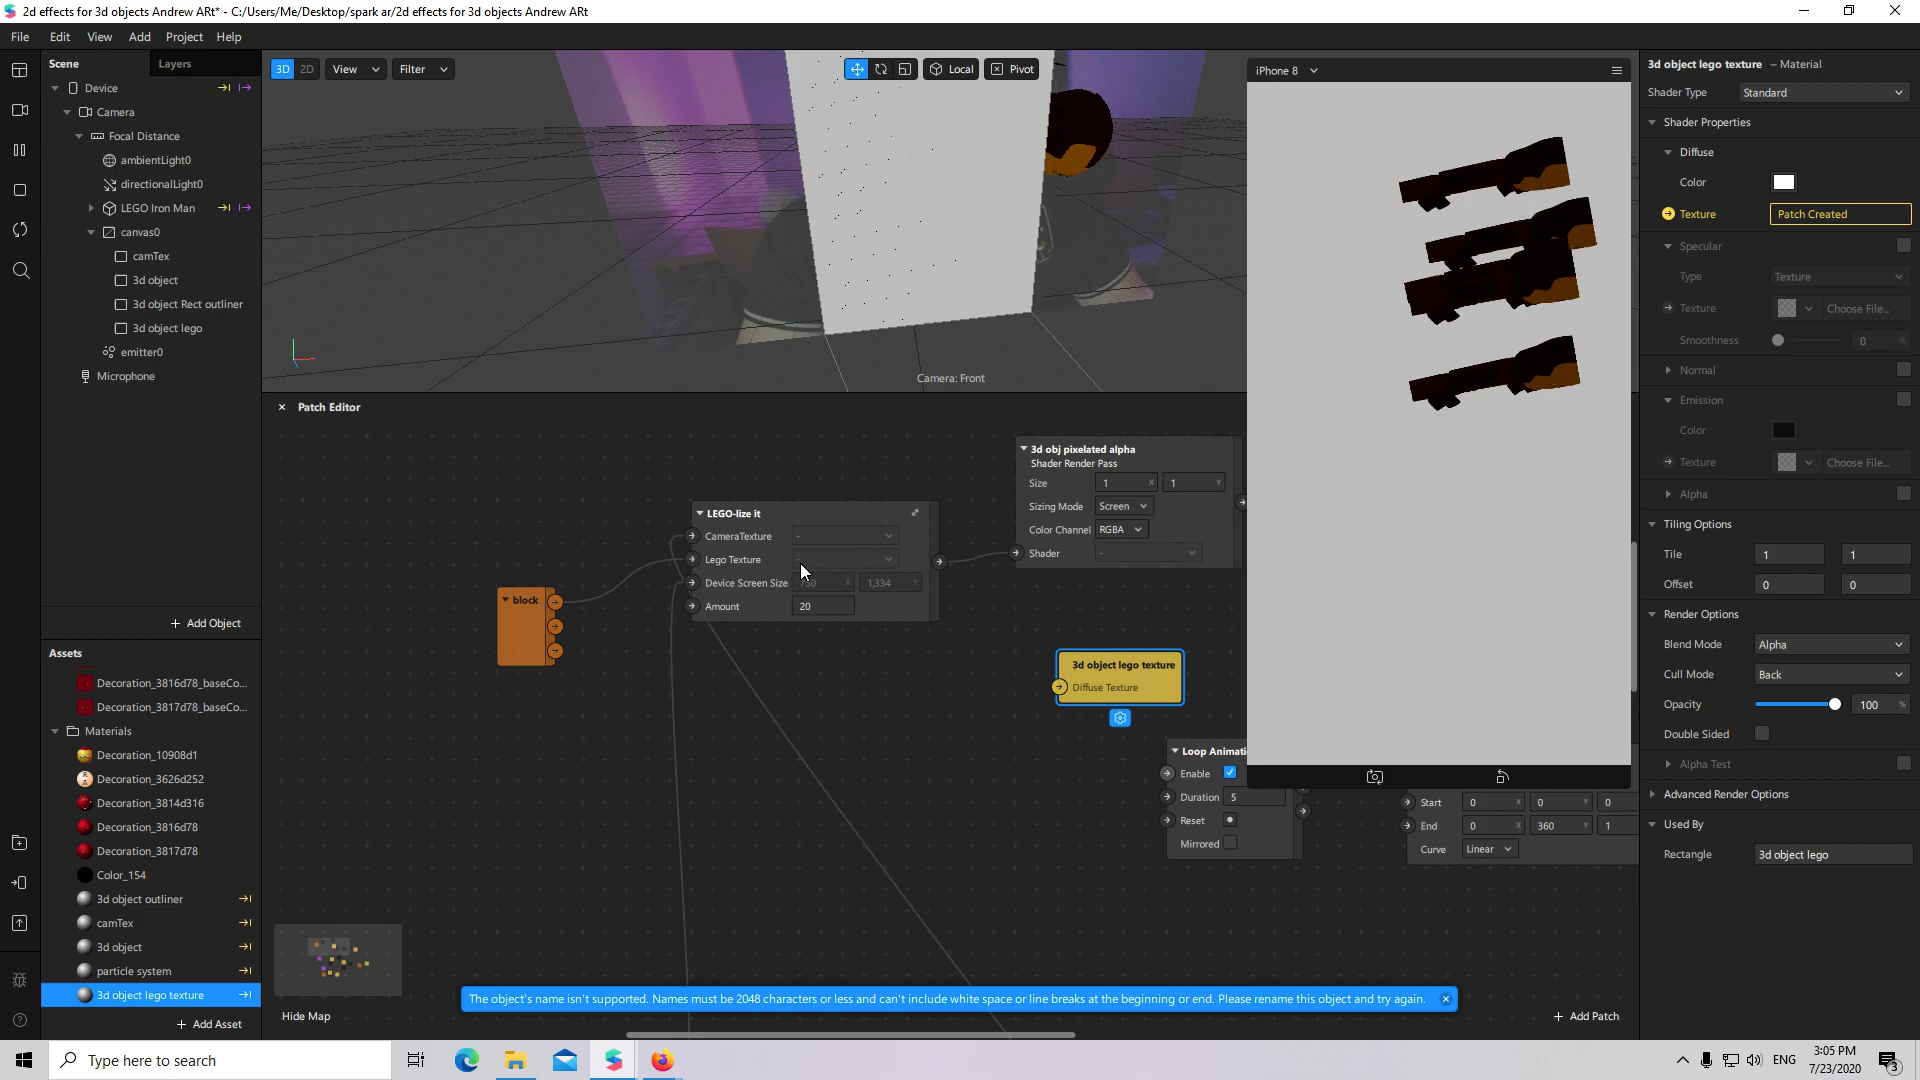 2d effects for 3d objects Andrew ARt* - C:/Users/Me/Desktop/spark ar/2d effects for 3d objects Andrew ARt
File Edit View Add Project Window Help
Scene Layers
Device
Camera
Focal Distance
ambientLight0
directionalLight0
LEGO Iron Man
canvas0
camTex
3d object
3d object Rect outliner
3d object lego
emitter0
Microphone
+ Add Object
Assets
Decoration_3816d78_baseCo...
Decoration_3817d78_baseCo...
Materials
Decoration_10908d1
Decoration_3626d252
Decoration_3814d316
Decoration_3816d78
Decoration_3817d78
Color_154
3d object outliner
camTex
3d object
particle system
3d object lego texture
+ Add Asset
3D 2D View Filter Local Pivot
Camera: Front
iPhone 8
Patch Editor
block
LEGO-lize it
CameraTexture -
Lego Texture
Device Screen Size 750 X 1,334 Y
Amount 20
3d obj pixelated alpha
Shader Render Pass
Size 1 X 1 Y
Sizing Mode Screen
Color Channel RGBA
Shader -
3d object lego texture
Diffuse Texture
Loop Animati
Enable
Duration 5
Reset
Mirrored
Start 0 X 0 Y 0
End 0 X 360 Y 1
Curve Linear
The object's name isn't supported. Names must be 2048 characters or less and can't include white space or line breaks at the beginning or end. Please rename this object and try again.
Hide Map
+ Add Patch
3d object lego texture – Material
Shader Type Standard
Shader Properties
Diffuse
Color
Texture Patch Created
Specular
Type Texture
Texture Choose File...
Smoothness 0 %
Normal
Emission
Color
Texture Choose File...
Alpha
Tiling Options
Tile 1 1
Offset 0 0
Render Options
Blend Mode Alpha
Cull Mode Back
Opacity 100 %
Double Sided
Alpha Test
Advanced Render Options
Used By
Rectangle 3d object lego
Type here to search
ENG
3:05 PM
7/23/2020
3